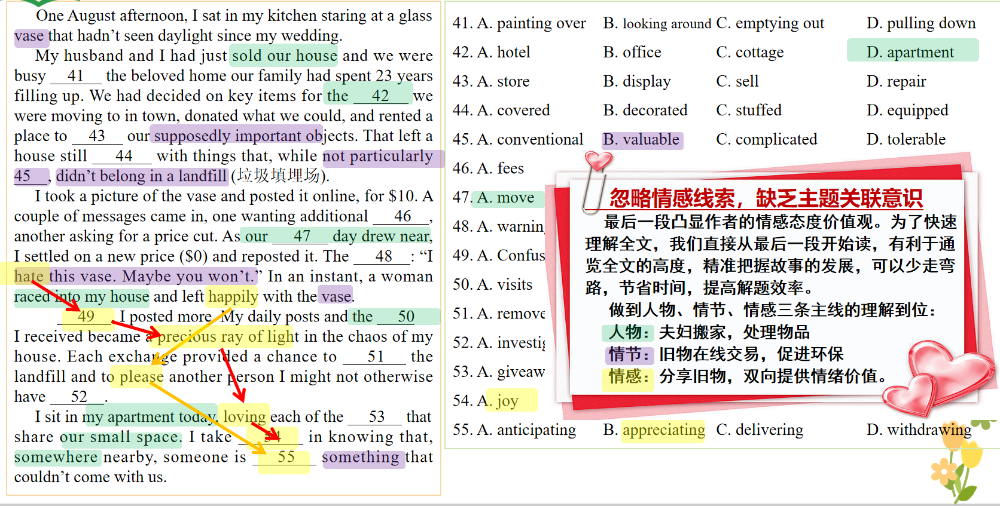 One August afternoon, I sat in my kitchen staring at a glass
vase that hadn't seen daylight since my wedding.
My husband and I had just sold our house and we were
busy 41 the beloved home our family had spent 23 years
filling up. We had decided on key items for the 42 we
were moving to in town, donated what we could, and rented a
place to 43 our supposedly important objects. That left a
house still 44 with things that, while not particularly
45 , didn't belong in a landfill (垃圾填埋场).
I took a picture of the vase and posted it online, for $10. A
couple of messages came in, one wanting additional 46 ,
another asking for a price cut. As our 47 day drew near,
I settled on a new price ($0) and reposted it. The 48 : “I
hate this vase. Maybe you won't.” In an instant, a woman
raced into my house and left happily with the vase.
49 I posted more. My daily posts and the 50
I received became a precious ray of light in the chaos of my
house. Each exchange provided a chance to 51 the
landfill and to please another person I might not otherwise
have 52 .
I sit in my apartment today, loving each of the 53 that
share our small space. I take 54 in knowing that,
somewhere nearby, someone is 55 something that
couldn't come with us.
41. A. painting over B. looking around C. emptying out D. pulling down
42. A. hotel B. office C. cottage D. apartment
43. A. store B. display C. sell D. repair
44. A. covered B. decorated C. stuffed D. equipped
45. A. conventional B. valuable C. complicated D. tolerable
46. A. fees
47. A. move
48. A. warnin
49. A. Confus
50. A. visits
51. A. remove
52. A. investig
53. A. giveaw
54. A. joy
55. A. anticipating B. appreciating C. delivering D. withdrawing
忽略情感线索，缺乏主题关联意识
最后一段凸显作者的情感态度价值观。为了快速
理解全文，我们直接从最后一段开始读，有利于通
览全文的高度，精准把握故事的发展，可以少走弯
路，节省时间，提高解题效率。
做到人物、情节、情感三条主线的理解到位：
人物：夫妇搬家，处理物品
情节：旧物在线交易，促进环保
情感：分享旧物，双向提供情绪价值。